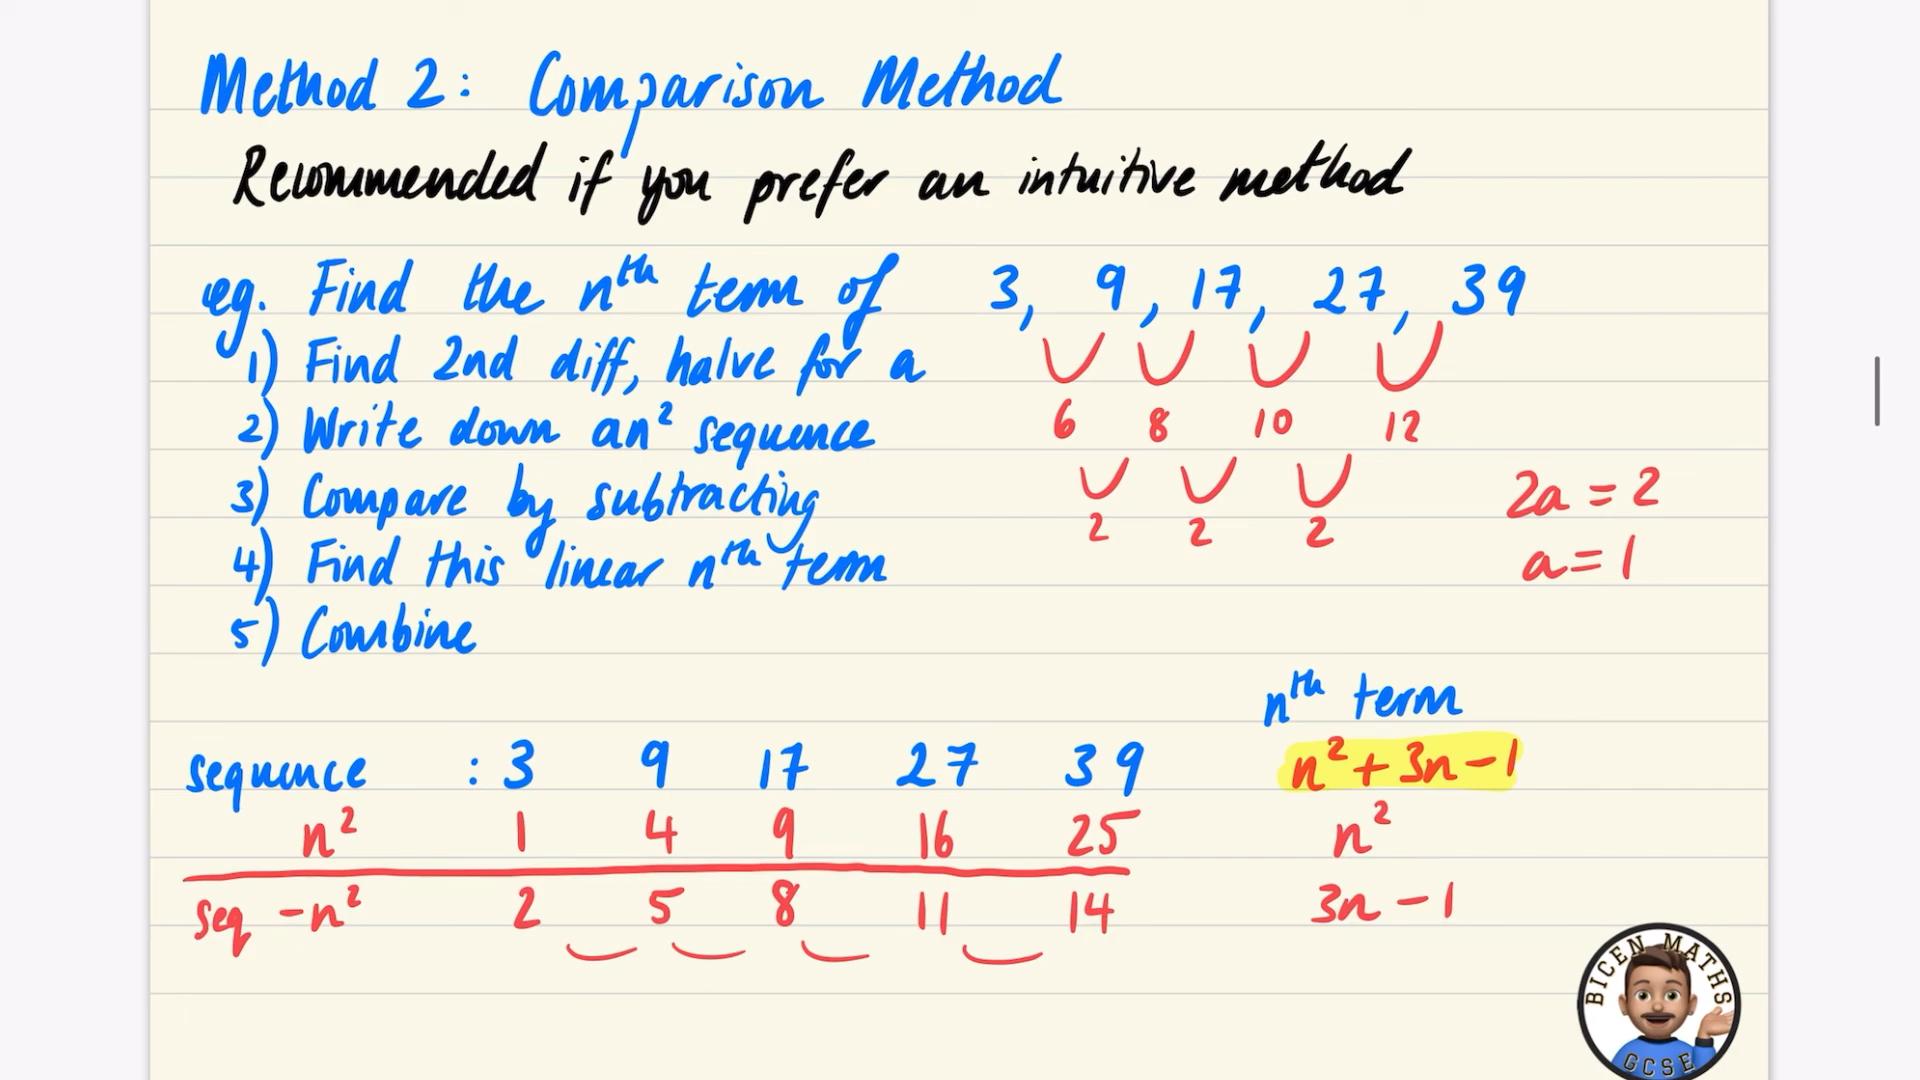 Method 2: Comparison Method
Recommended if you prefer an intuitive method
eg. Find the nᵗʰ term of 3, 9, 17, 27, 39
1) Find 2nd diff, halve for a
6 8 10 12
2) Write down an² sequence
3) Compare by subtracting
2 2 2
2a = 2
4) Find this linear nᵗʰ term
a = 1
5) Combine
nᵗʰ term
sequence : 3 9 17 27 39 n² + 3n - 1
n² 1 4 9 16 25 n²
seq - n² 2 5 8 11 14 3n - 1
BICEN MATHS
GCSE